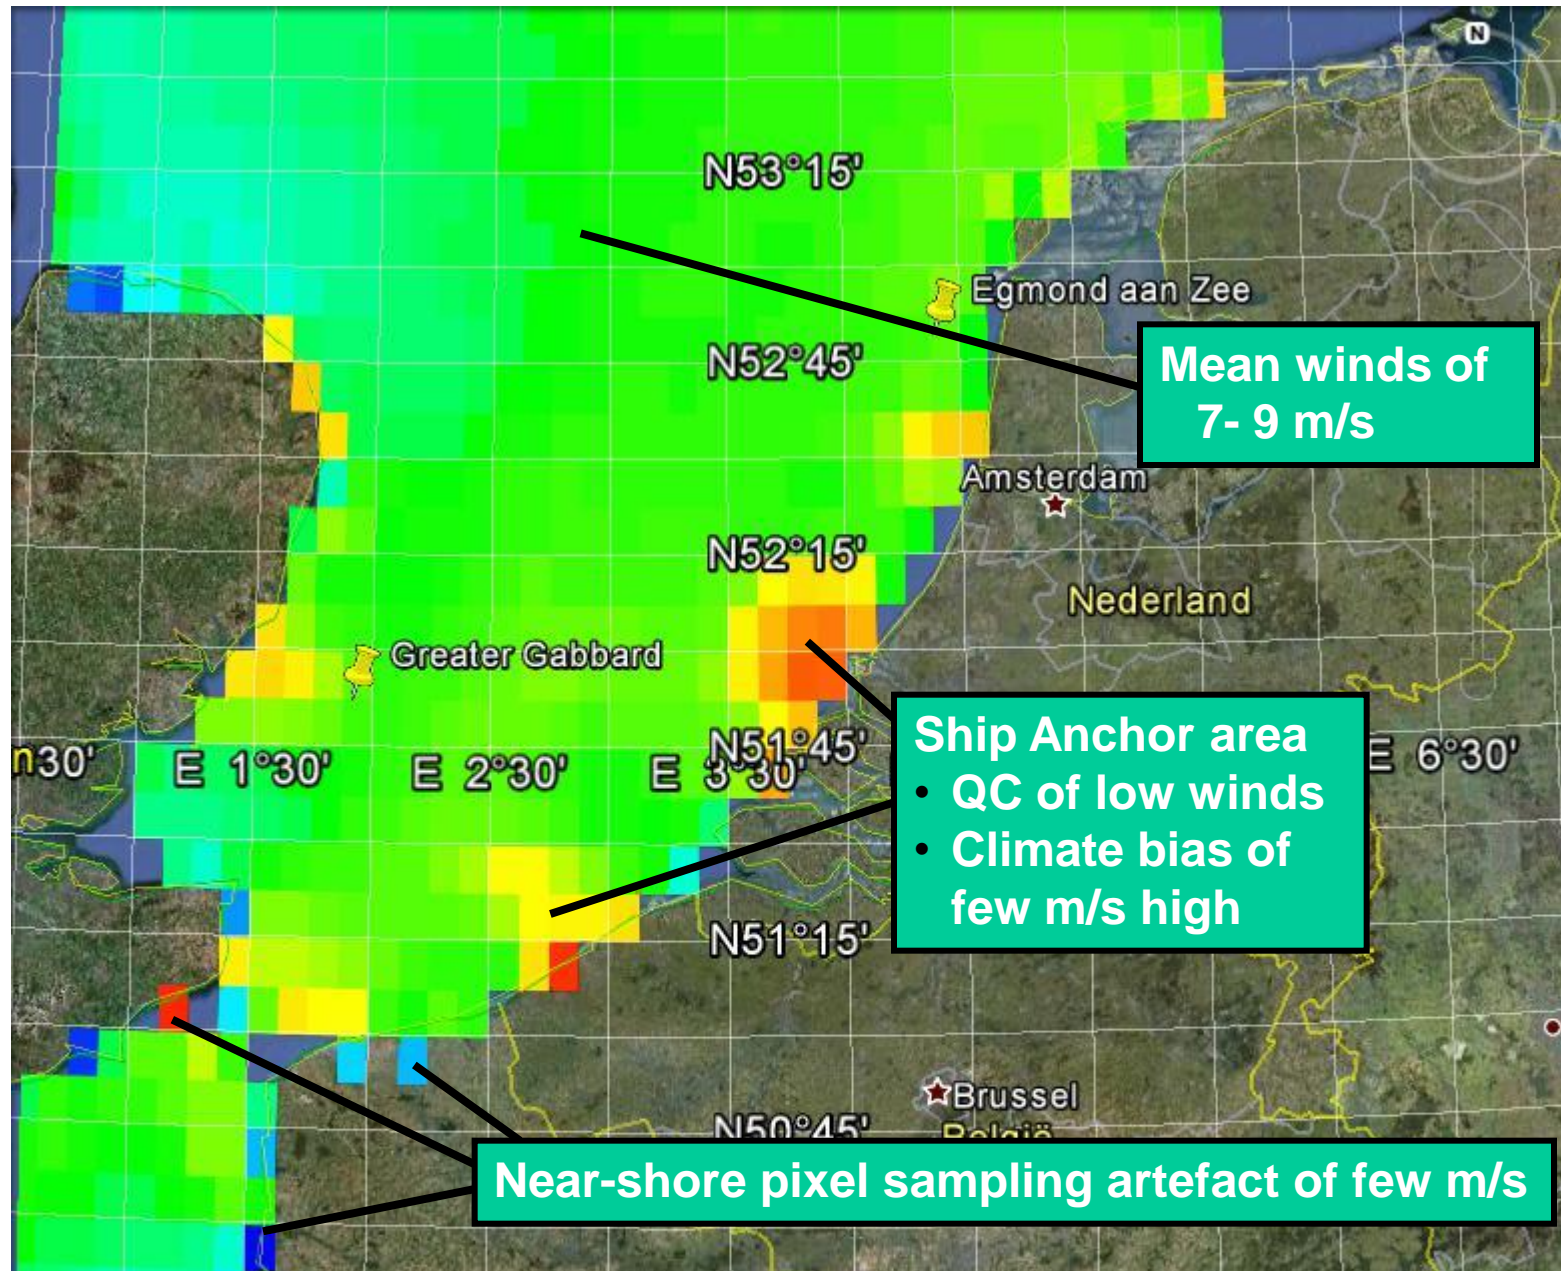 N
N53°15'
Egmond aan Zee
Mean winds of
7- 9 m/s
N52°45'
Amsterdam
N52°15'
Nederland
Greater Gabbard
Ship Anchor area
• QC of low winds
• Climate bias of
few m/s high
N51°45'
n30'
E 1°30'
E 2°30'
E 3°30'
E 6°30'
N51°15'
Brussel
België
N50°45'
Near-shore pixel sampling artefact of few m/s